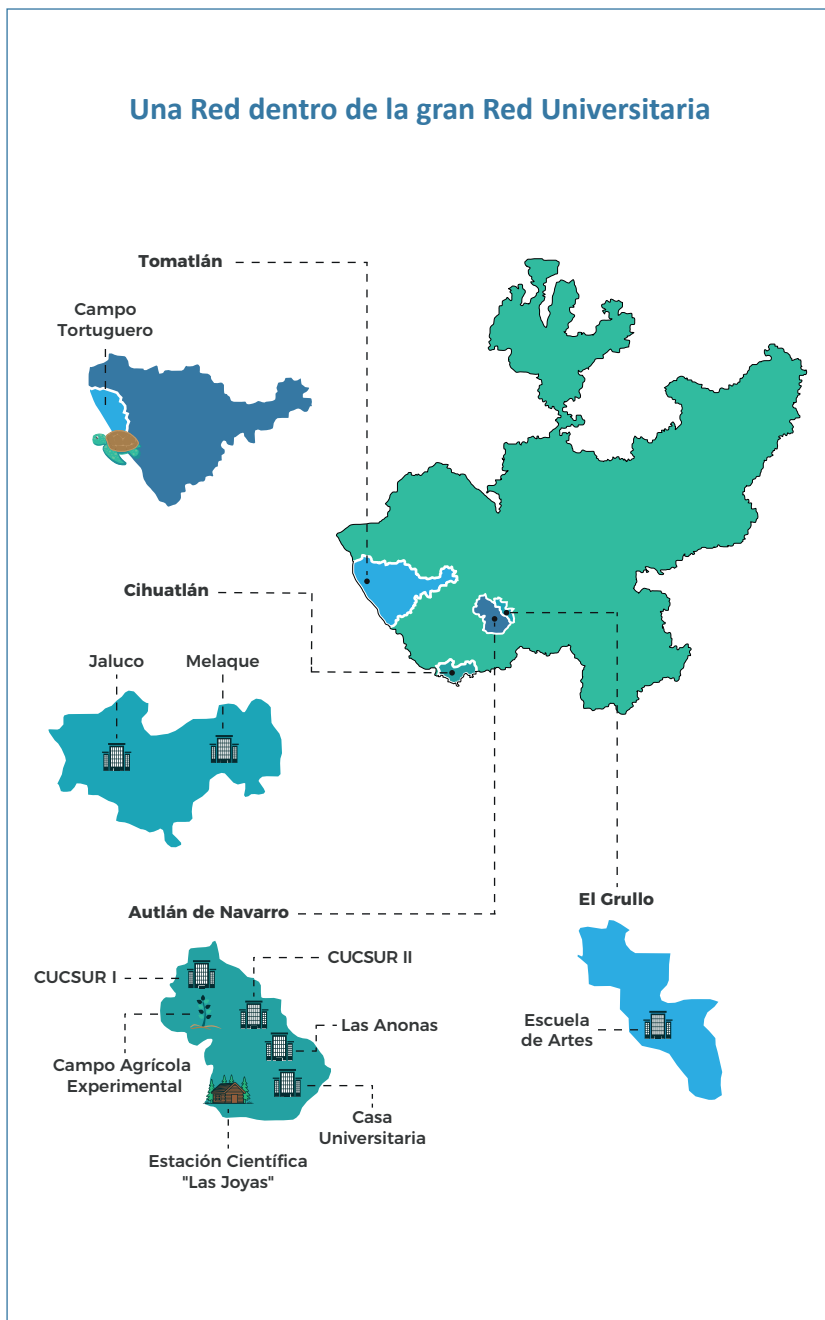 Una Red dentro de la gran Red Universitaria
Tomatlán
Campo
Tortuguero
Cihuatlán
Jaluco
Melaque
Autlán de Navarro
El Grullo
CUCSUR I
CUCSUR II
Las Anonas
Campo Agrícola
Experimental
Casa
Universitaria
Estación Científica
"Las Joyas"
Escuela
de Artes